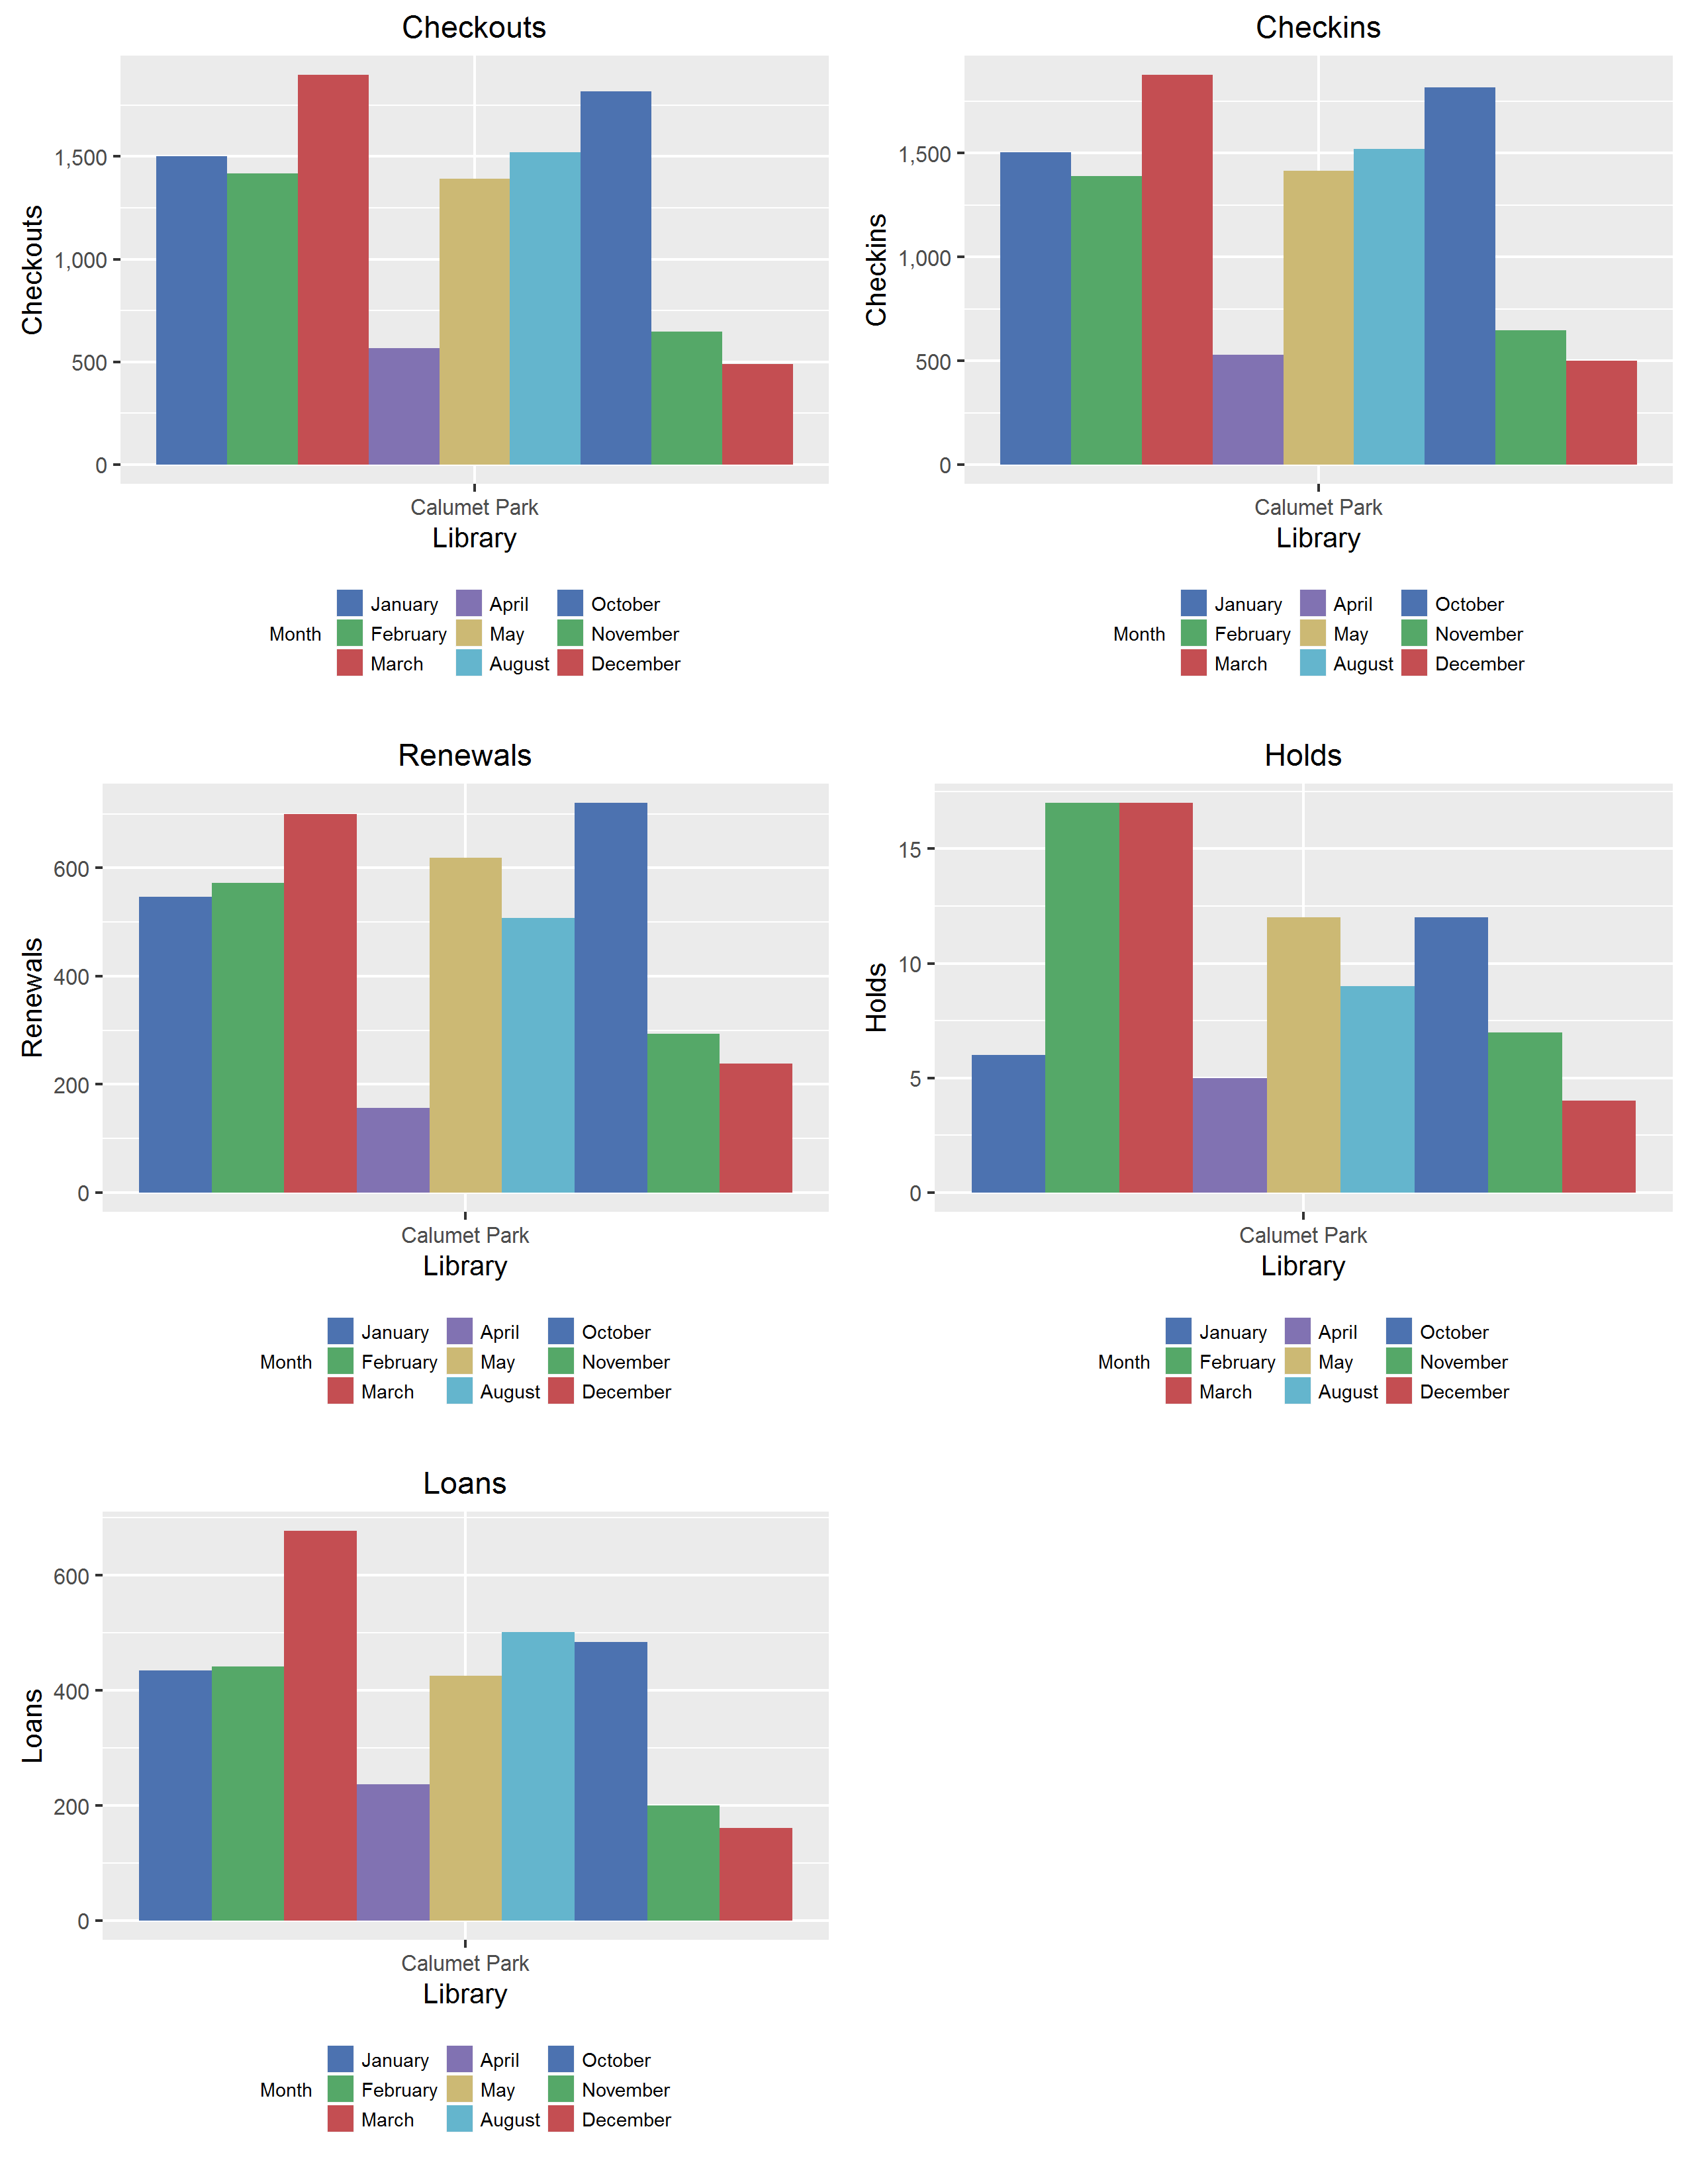 Checkouts
Checkouts
1,500
1,000
500
0
Calumet Park
Library
Month
January
February
March
April
May
August
October
November
December
Checkins
Checkins
1,500
1,000
500
0
Calumet Park
Library
Month
January
February
March
April
May
August
October
November
December
Renewals
Renewals
600
400
200
0
Calumet Park
Library
Month
January
February
March
April
May
August
October
November
December
Holds
Holds
15
10
5
0
Calumet Park
Library
Month
January
February
March
April
May
August
October
November
December
Loans
Loans
600
400
200
0
Calumet Park
Library
Month
January
February
March
April
May
August
October
November
December